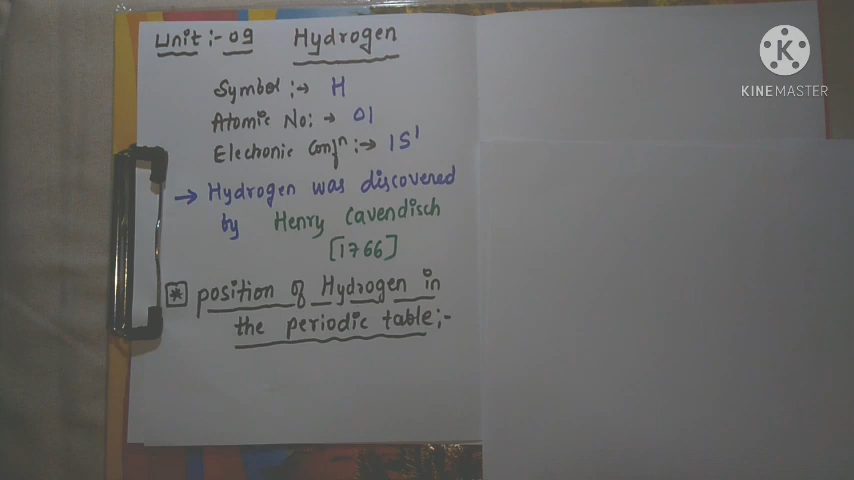 Unit:- 09 Hydrogen
Symbol :→ H
Atomic No: → 01
Electronic Confⁿ :→ 1S¹
→ Hydrogen was discovered
by Henry Cavendisch
[1766]
* position of Hydrogen in
the periodic table:-
K
KINEMASTER